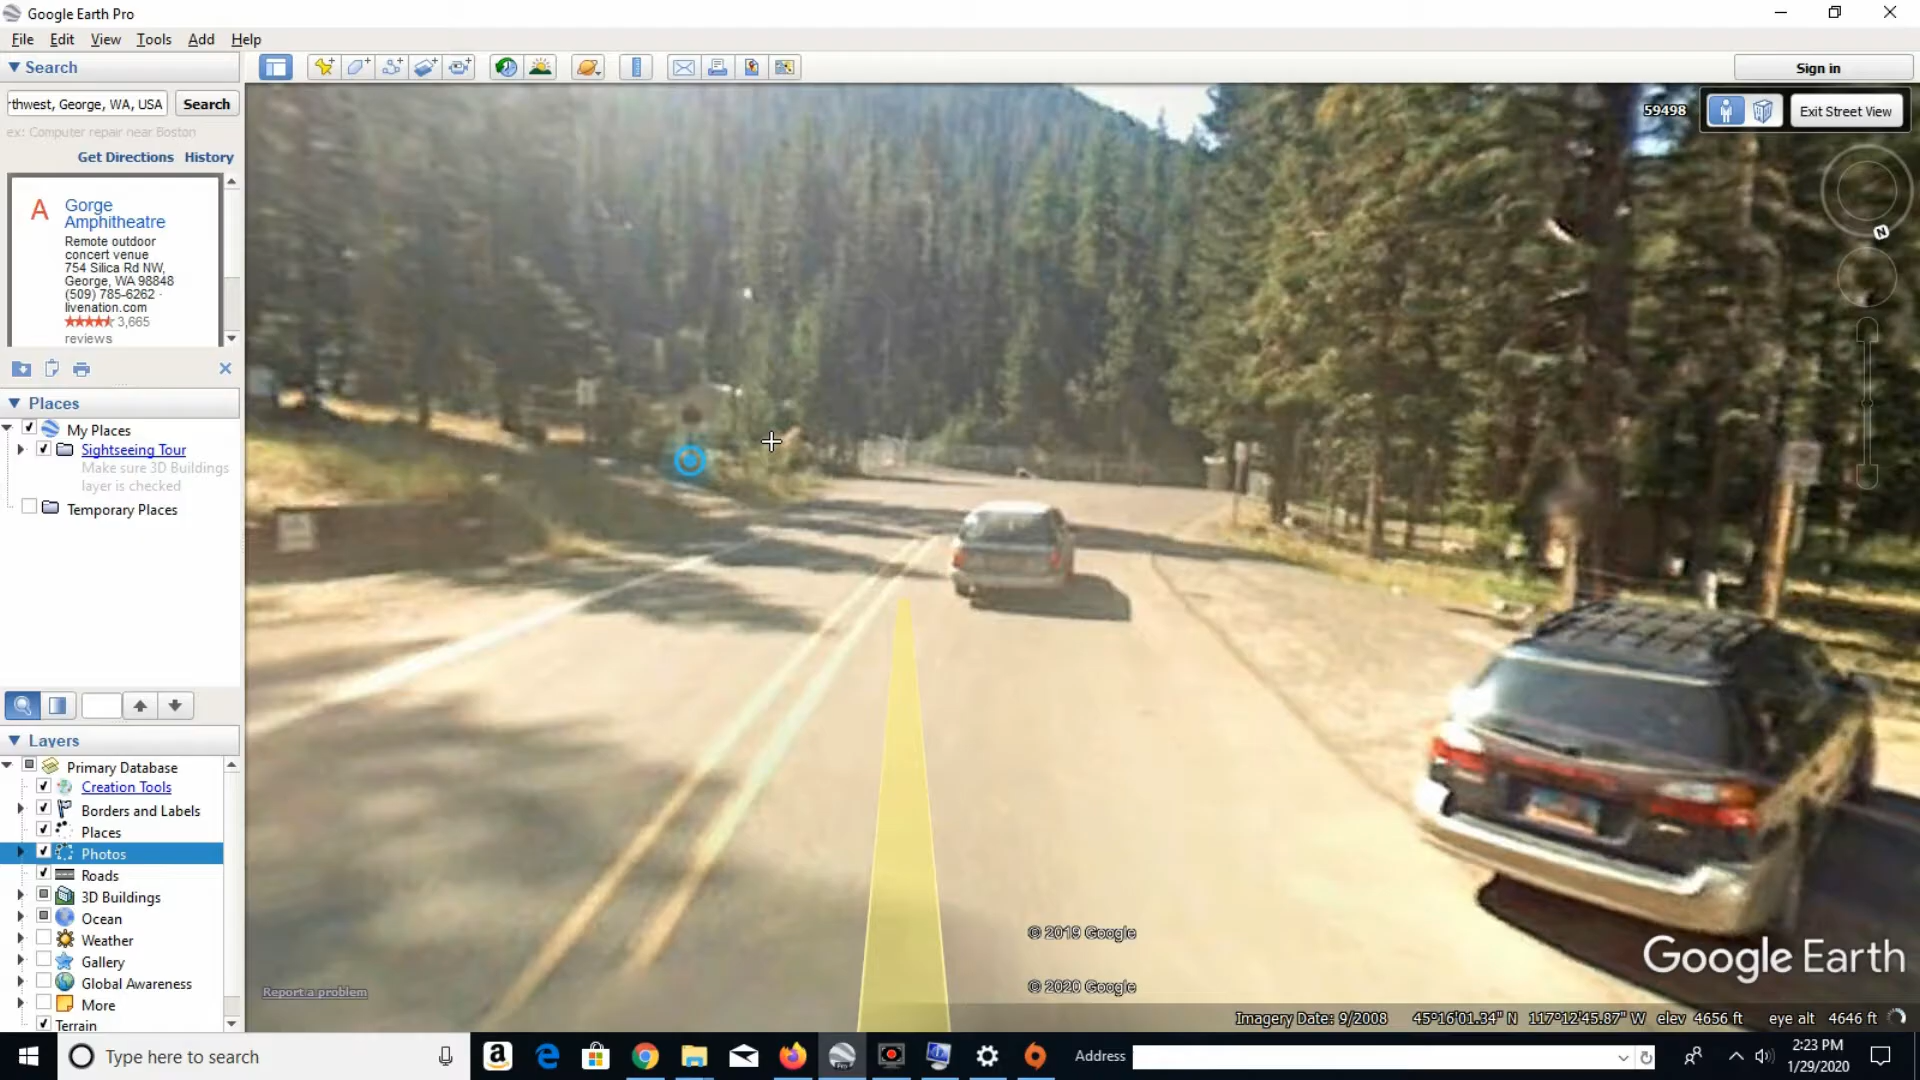 Google Earth Pro
File Edit View Tools Add Help
Search
Sign in
rthwest, George, WA, USA
Search
ex: Computer repair near Boston
Get Directions History
A
Gorge
Amphitheatre
Remote outdoor
concert venue
754 Silica Rd NW,
George, WA 98848
(509) 785-6262 ·
livenation.com
3,665
reviews
59498
Exit Street View
N
Places
My Places
Sightseeing Tour
Make sure 3D Buildings
layer is checked
Temporary Places
Layers
Primary Database
Creation Tools
Borders and Labels
Places
Photos
Roads
3D Buildings
Ocean
Weather
Gallery
Global Awareness
More
Terrain
© 2019 Google
© 2020 Google
Report a problem
Google Earth
Imagery Date: 9/2008 45°16'01.34" N 117°12'45.87" W elev 4656 ft eye alt 4646 ft
Type here to search
Address
2:23 PM
1/29/2020